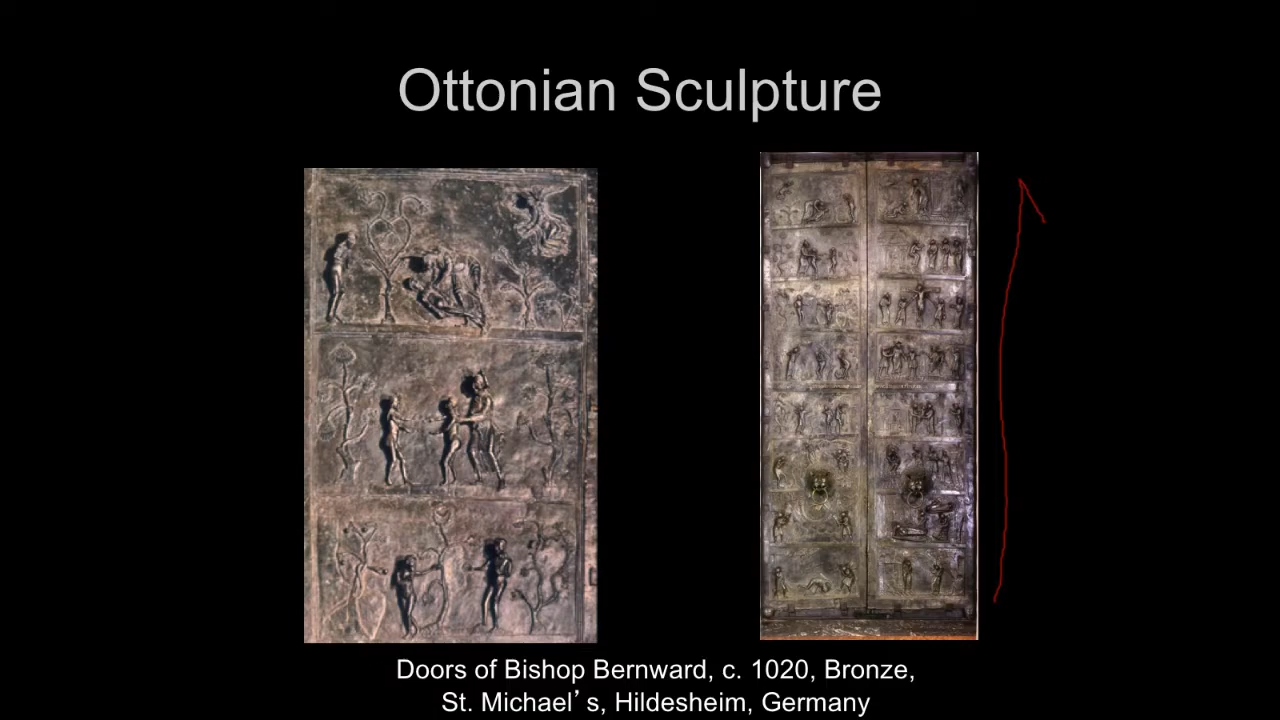 Ottonian Sculpture
Doors of Bishop Bernward, c. 1020, Bronze,
St. Michael’s, Hildesheim, Germany